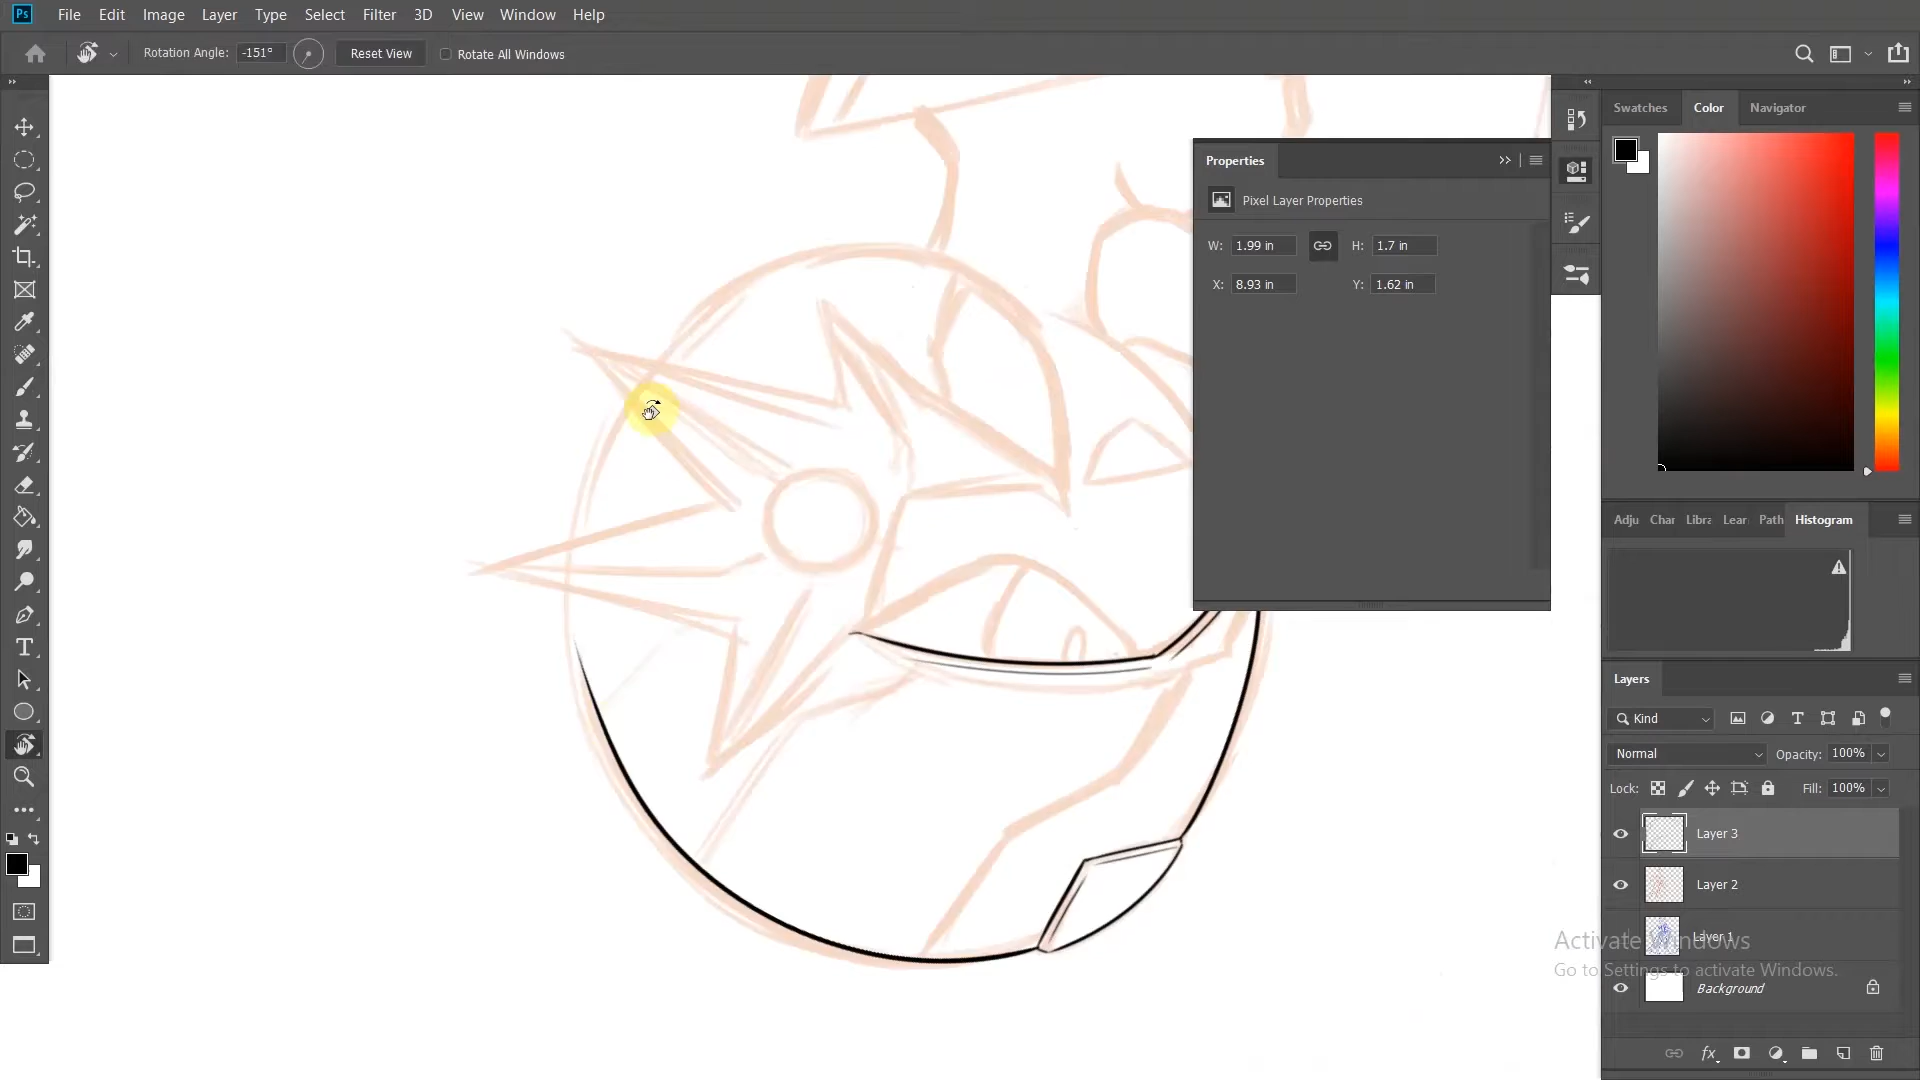 Ps File Edit Image Layer Type Select Filter 3D View Window Help
Rotation Angle: -151° Reset View Rotate All Windows
Swatches Color Navigator
Properties
Pixel Layer Properties
W: 1.99 in H: 1.7 in
X: 8.93 in Y: 1.62 in
Adju Char Libra Lear Path Histogram
Layers
Kind
Normal Opacity: 100%
Lock: Fill: 100%
Layer 3
Layer 2
Layer 1
Background
Activate Windows
Go to Settings to activate Windows.